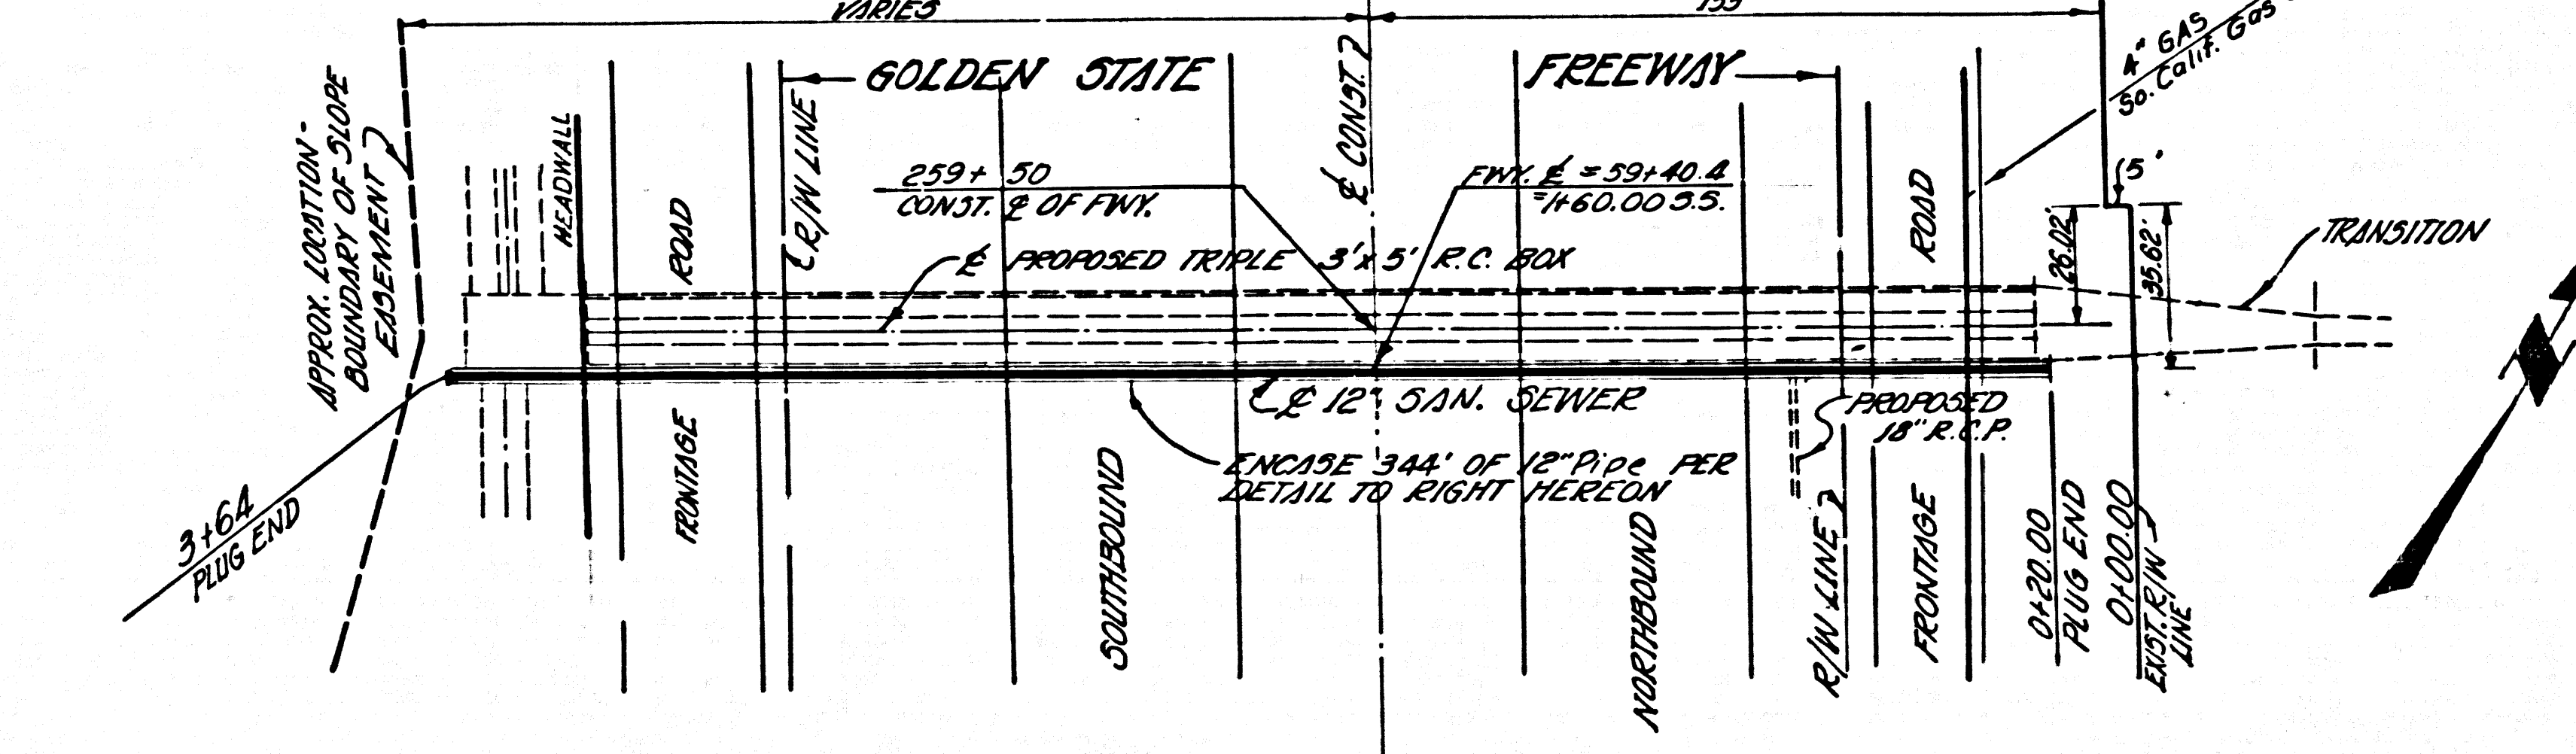 VARIES
155'
4" GAS
So. Calif. Gas
GOLDEN STATE
FREEWAY
APPROX. LOCATION -
BOUNDARY OF SLOPE
EASEMENT
HEADWALL
ROAD
R/W LINE
℄ CONST.
259+50
CONST. ℄ OF FWY.
FWY. ℄ = 59+40.4
=1+60.00 S.S.
ROAD
5'
26.02'
35.62'
TRANSITION
℄ PROPOSED TRIPLE 3'x5' R.C. BOX
℄ 12" SAN. SEWER
PROPOSED
18" R.C.P.
ENCASE 344' OF 12" Pipe PER
DETAIL TO RIGHT HEREON
3+64
PLUG END
FRONTAGE
SOUTHBOUND
NORTHBOUND
R/W LINE
FRONTAGE
0+20.00
PLUG END
0+00.00
EXIST. R/W
LINE